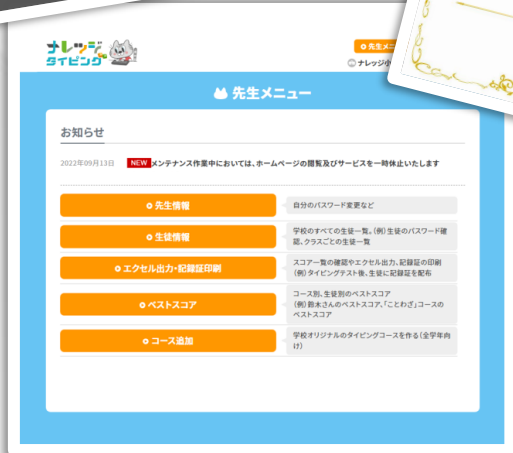 ナレッジ
タイピング
先生メニ
ナレッジ小
先生メニュー
お知らせ
2022年09月13日 NEW メンテナンス作業中においては、ホームページの閲覧及びサービスを一時休止いたします
先生情報
自分のパスワード変更など
生徒情報
学校のすべての生徒一覧。(例)生徒のパスワード確
認、クラスごとの生徒一覧
エクセル出力・記録証印刷
スコア一覧の確認やエクセル出力、記録証の印刷
(例)タイピングテスト後、生徒に記録証を配布
ベストスコア
コース別、生徒別のベストスコア
(例)鈴木さんのベストスコア、「ことわざ」コースの
ベストスコア
コース追加
学校オリジナルのタイピングコースを作る(全学年向
け)